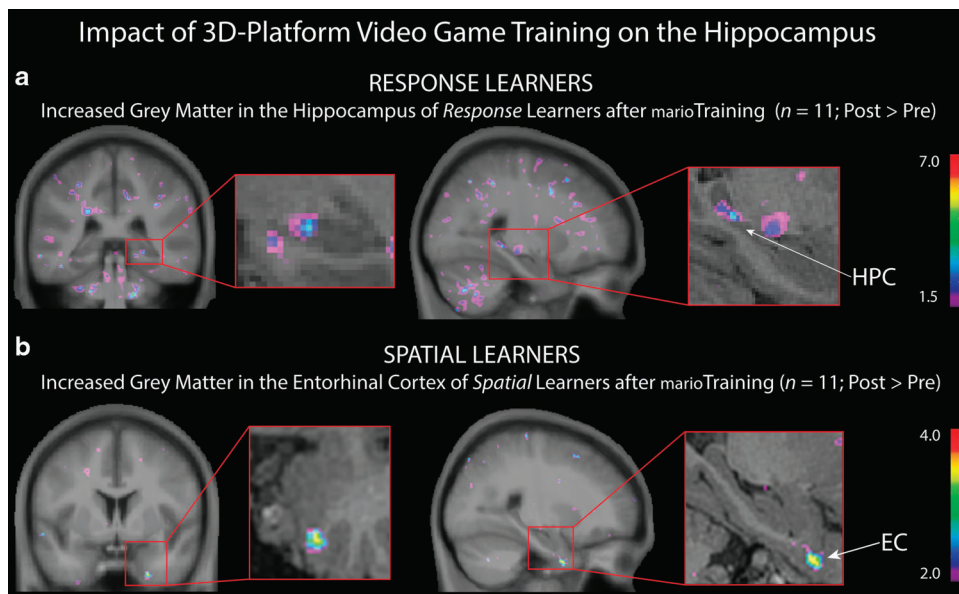 Impact of 3D-Platform Video Game Training on the Hippocampus
a
RESPONSE LEARNERS
Increased Grey Matter in the Hippocampus of Response Learners after marioTraining (n = 11; Post > Pre)
7.0
HPC
1.5
b
SPATIAL LEARNERS
Increased Grey Matter in the Entorhinal Cortex of Spatial Learners after marioTraining (n = 11; Post > Pre)
4.0
EC
2.0